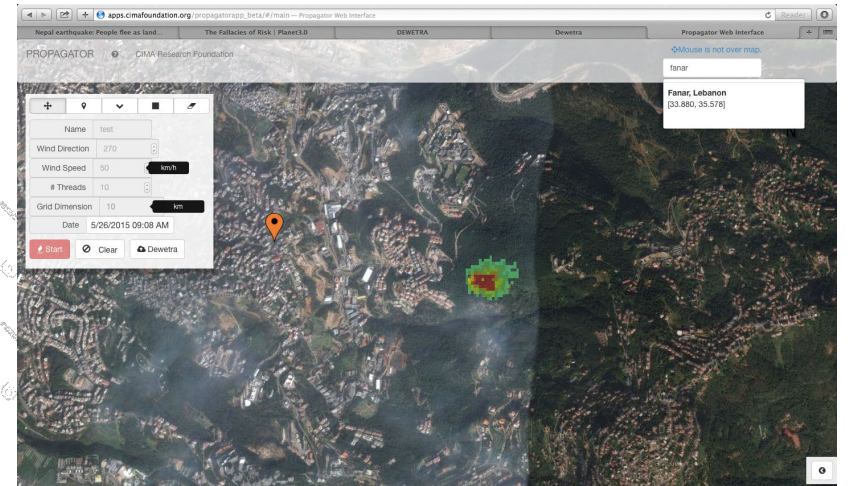 apps.cimafoundation.org/propagatorapp_beta/#/main — Propagator Web Interface
Reader
Nepal earthquake: People flee as land...
The Fallacies of Risk | Planet3.0
DEWETRA
Dewetra
Propagator Web Interface
PROPAGATOR
CIMA Research Foundation
Mouse is not over map.
fanar
Fanar, Lebanon
[33.880, 35.578]
N
Name test
Wind Direction 270
Wind Speed 50 km/h
# Threads 10
Grid Dimension 10 km
Date 5/26/2015 09:08 AM
Start Clear Dewetra